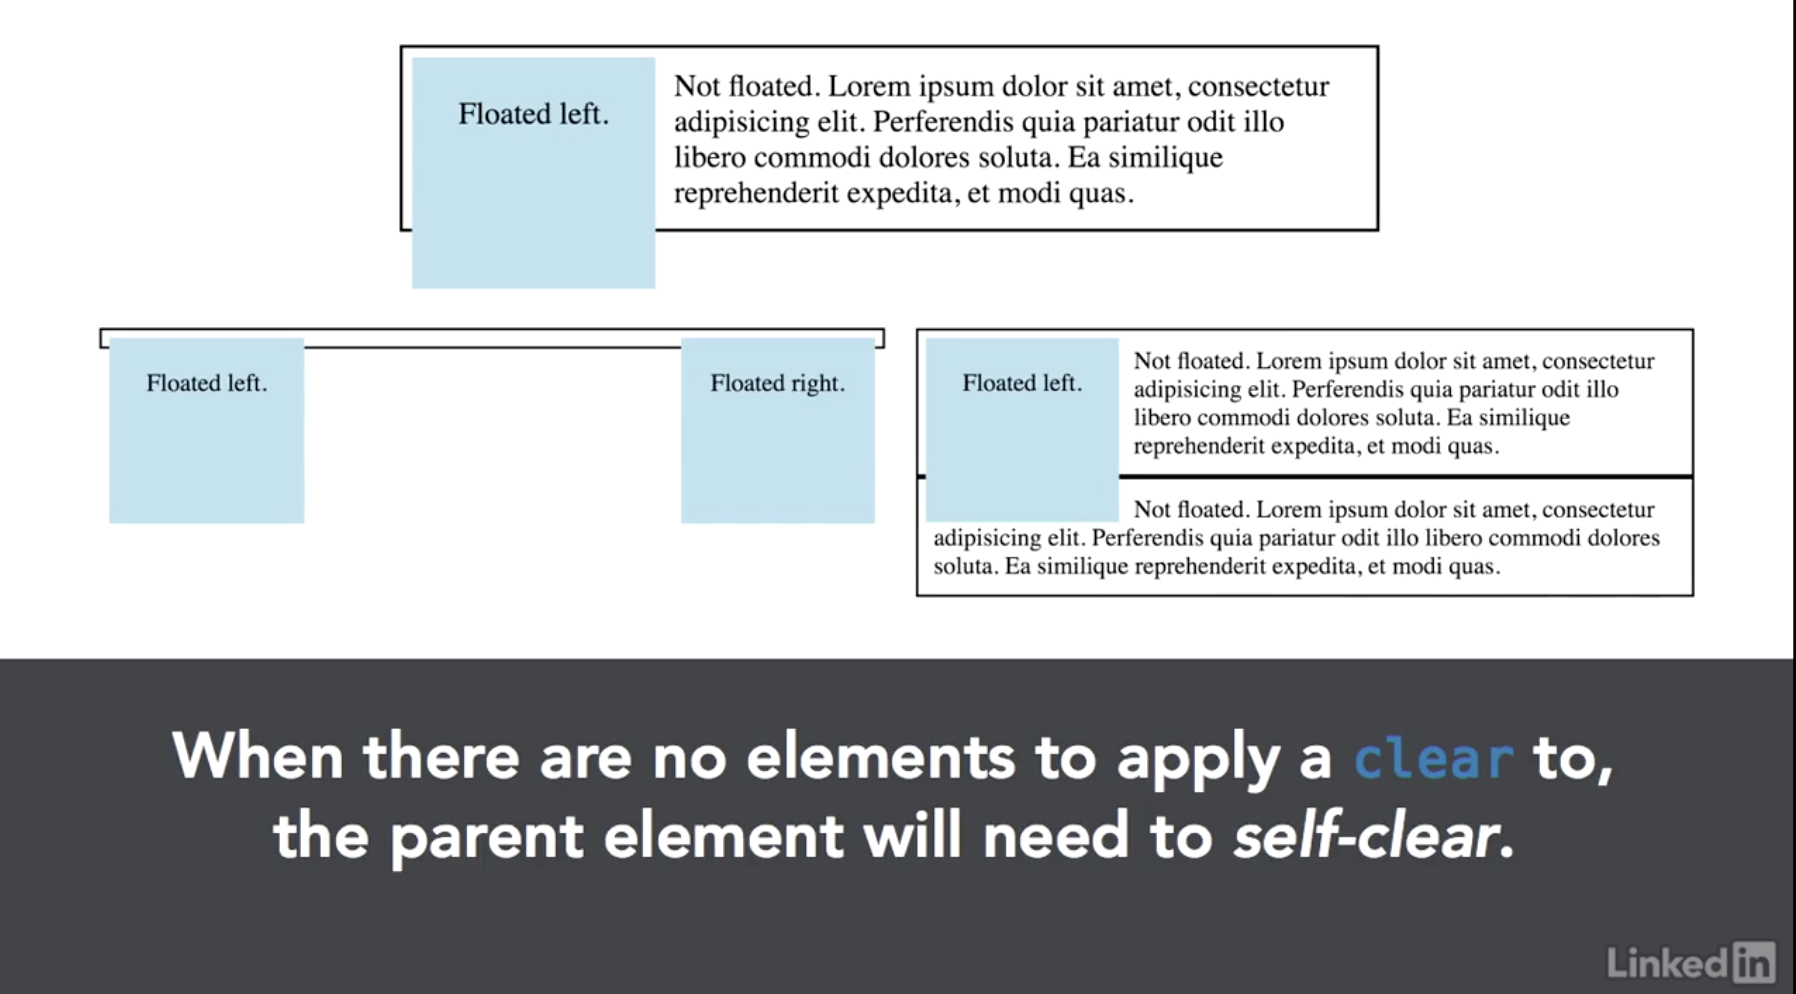 Floated left.
Not floated. Lorem ipsum dolor sit amet, consectetur
adipisicing elit. Perferendis quia pariatur odit illo
libero commodi dolores soluta. Ea similique
reprehenderit expedita, et modi quas.
Floated left.
Floated right.
Floated left.
Not floated. Lorem ipsum dolor sit amet, consectetur
adipisicing elit. Perferendis quia pariatur odit illo
libero commodi dolores soluta. Ea similique
reprehenderit expedita, et modi quas.
Not floated. Lorem ipsum dolor sit amet, consectetur
adipisicing elit. Perferendis quia pariatur odit illo libero commodi dolores
soluta. Ea similique reprehenderit expedita, et modi quas.
When there are no elements to apply a clear to,
the parent element will need to self-clear.
Linked in